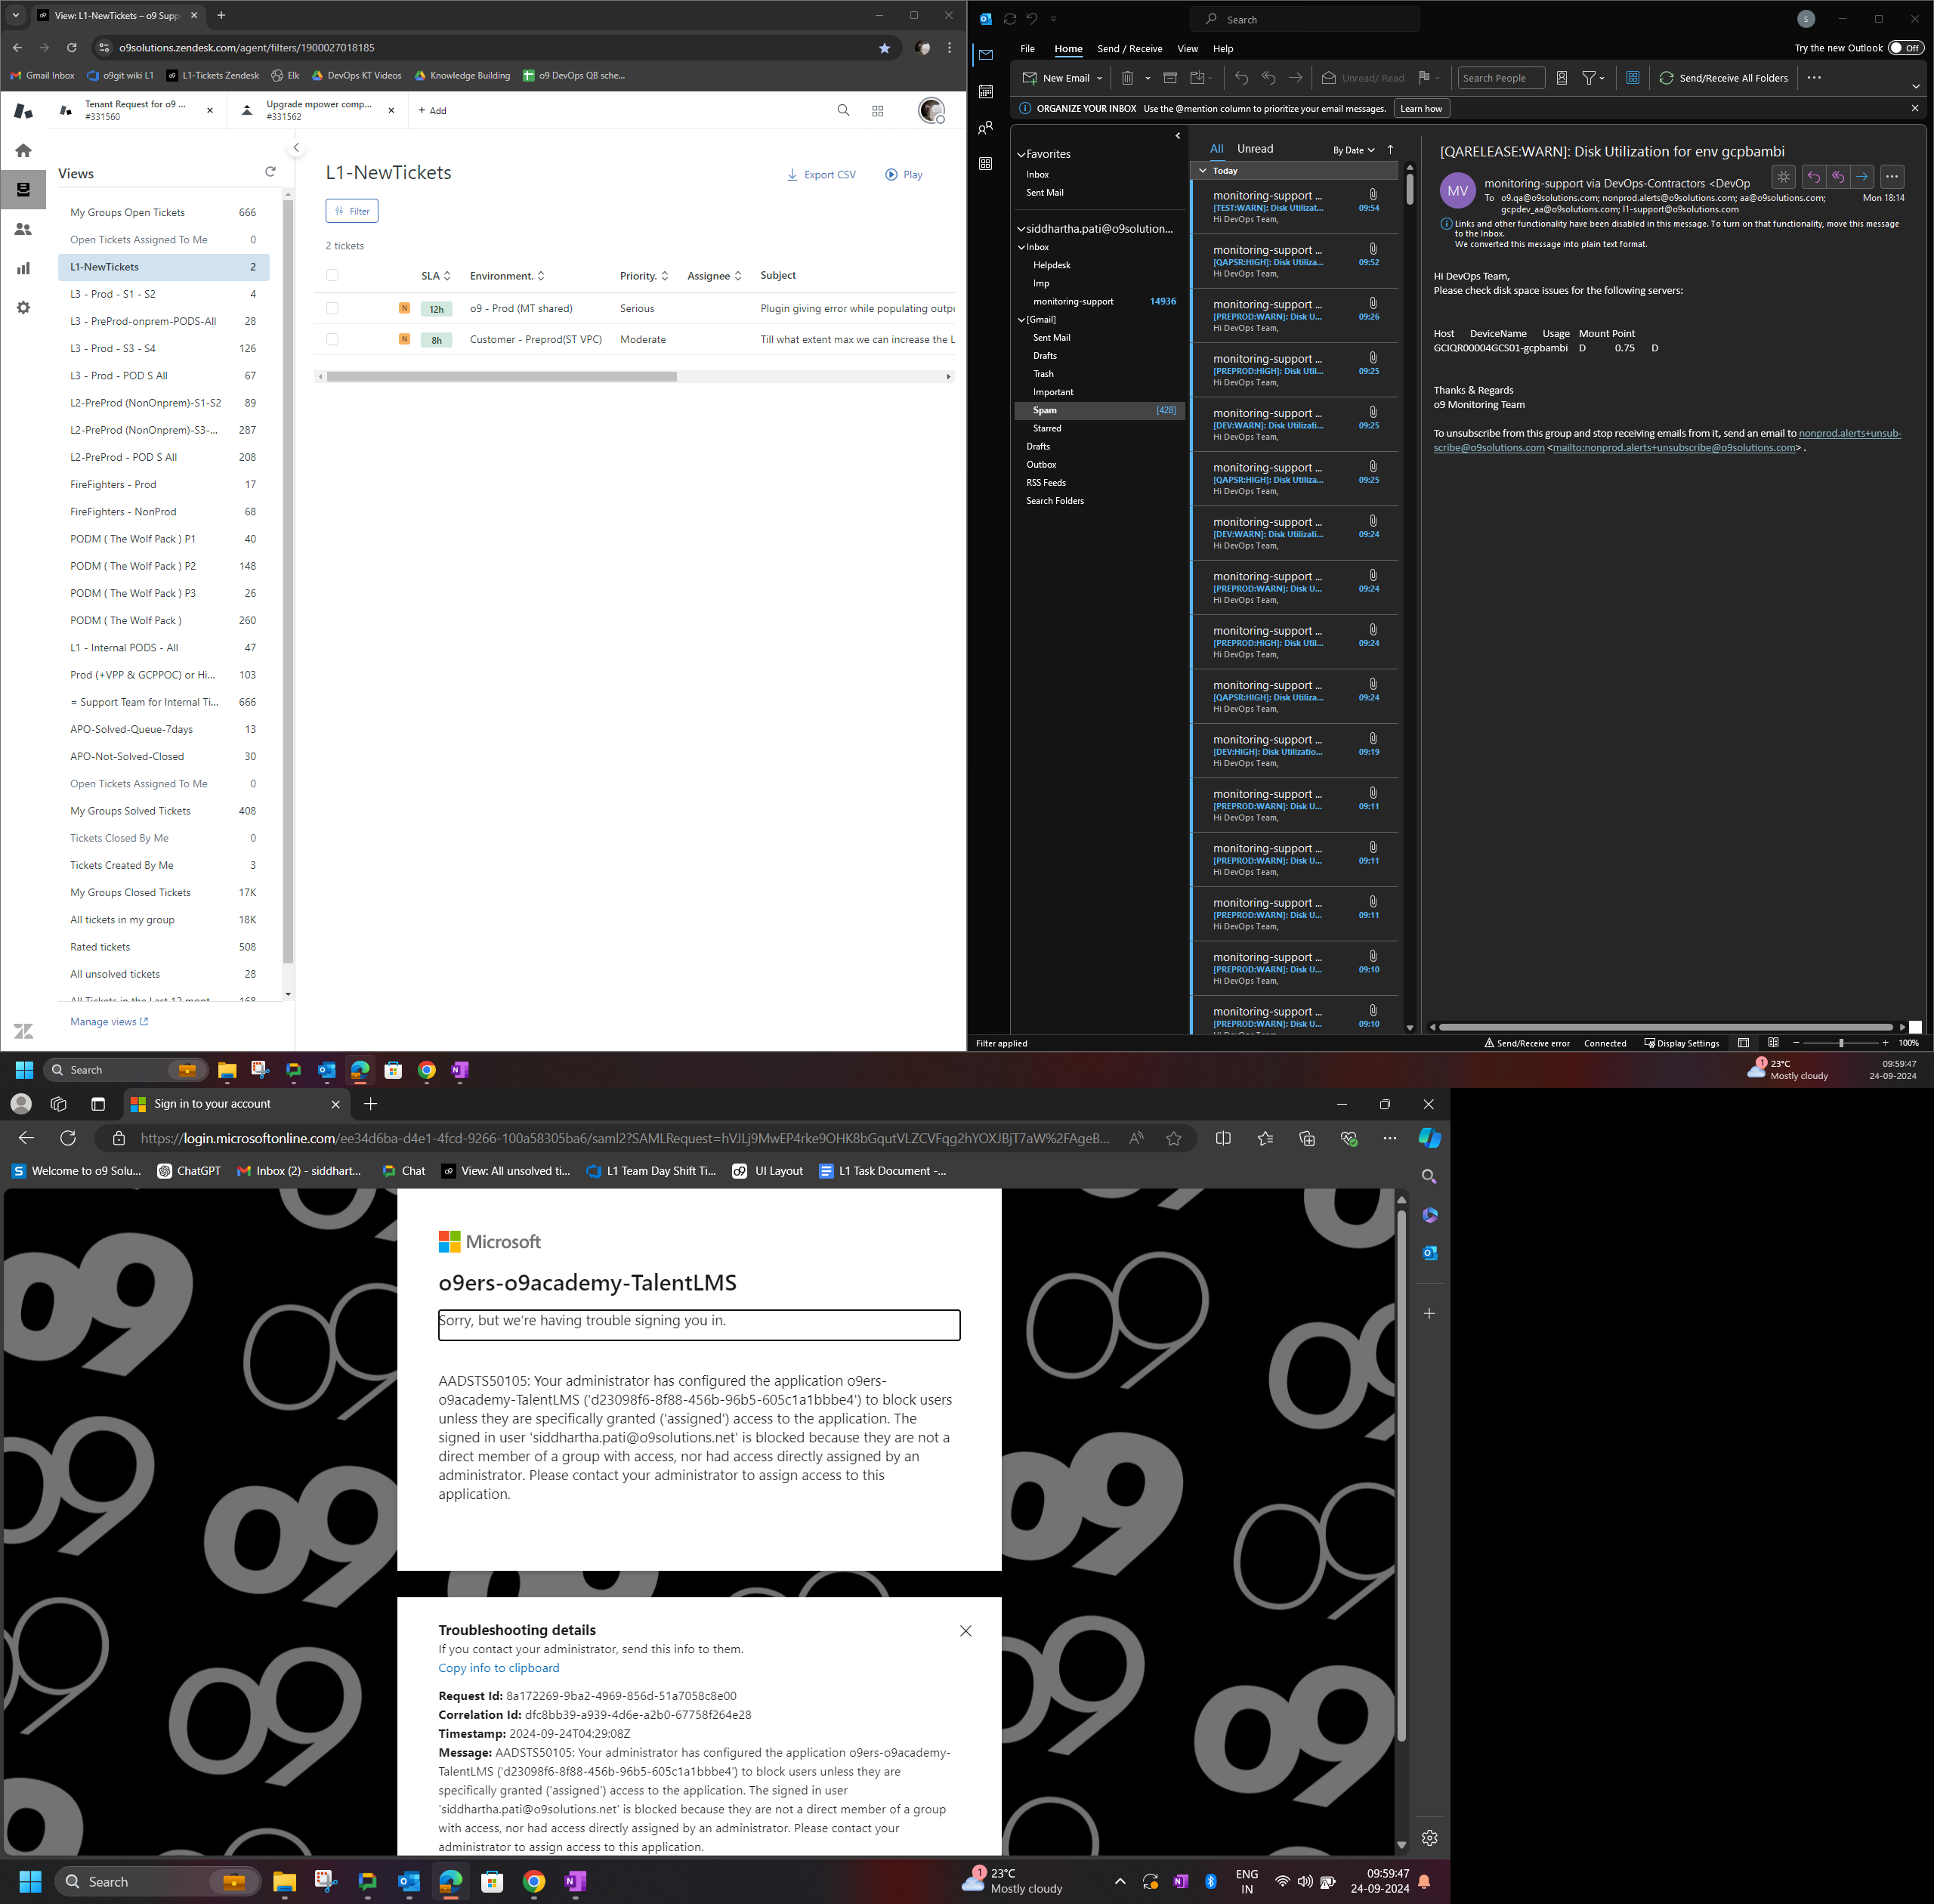 View: L1-NewTickets – o9 Supp
o9solutions.zendesk.com/agent/filters/1900027018185
Gmail Inbox
o9git wiki L1
L1-Tickets Zendesk
Elk
DevOps KT Videos
Knowledge Building
o9 DevOps QB sche...
Tenant Request for o9 ...
#331560
Upgrade mpower comp...
#331562
+ Add
Views
My Groups Open Tickets 666
Open Tickets Assigned To Me 0
L1-NewTickets 2
L3 - Prod - S1 - S2 4
L3 - PreProd-onprem-PODS-All 28
L3 - Prod - S3 - S4 126
L3 - Prod - POD S All 67
L2-PreProd (NonOnprem)-S1-S2 89
L2-PreProd (NonOnprem)-S3-... 287
L2-PreProd - POD S All 208
FireFighters - Prod 17
FireFighters - NonProd 68
PODM ( The Wolf Pack ) P1 40
PODM ( The Wolf Pack ) P2 148
PODM ( The Wolf Pack ) P3 26
PODM ( The Wolf Pack ) 260
L1 - Internal PODS - All 47
Prod (+VPP & GCPPOC) or Hi... 103
= Support Team for Internal Ti... 666
APO-Solved-Queue-7days 13
APO-Not-Solved-Closed 30
Open Tickets Assigned To Me 0
My Groups Solved Tickets 408
Tickets Closed By Me 0
Tickets Created By Me 3
My Groups Closed Tickets 17K
All tickets in my group 18K
Rated tickets 508
All unsolved tickets 28
All Tickets in the Last 12 mont... 168
Manage views
L1-NewTickets
Export CSV
Play
Filter
2 tickets
SLA Environment. Priority. Assignee Subject
N 12h o9 - Prod (MT shared) Serious Plugin giving error while populating outpu
N 8h Customer - Preprod(ST VPC) Moderate Till what extent max we can increase the L
Search
S
File Home Send / Receive View Help
Try the new Outlook Off
New Email
Unread/ Read
Search People
Send/Receive All Folders
ORGANIZE YOUR INBOX Use the @mention column to prioritize your email messages. Learn how
Favorites
Inbox
Sent Mail
siddhartha.pati@o9solution...
Inbox
Helpdesk
Imp
monitoring-support 14936
[Gmail]
Sent Mail
Drafts
Trash
Important
Spam [428]
Starred
Drafts
Outbox
RSS Feeds
Search Folders
All Unread By Date
Today
monitoring-support ...
[TEST:WARN]: Disk Utilizat... 09:54
Hi DevOps Team,
monitoring-support ...
[QAPSR:HIGH]: Disk Utiliza... 09:52
Hi DevOps Team,
monitoring-support ...
[PREPROD:WARN]: Disk U... 09:26
Hi DevOps Team,
monitoring-support ...
[PREPROD:HIGH]: Disk Util... 09:25
Hi DevOps Team,
monitoring-support ...
[DEV:WARN]: Disk Utilizati... 09:25
Hi DevOps Team,
monitoring-support ...
[QAPSR:HIGH]: Disk Utiliza... 09:25
Hi DevOps Team,
monitoring-support ...
[DEV:WARN]: Disk Utilizati... 09:24
Hi DevOps Team,
monitoring-support ...
[PREPROD:WARN]: Disk U... 09:24
Hi DevOps Team,
monitoring-support ...
[PREPROD:HIGH]: Disk Util... 09:24
Hi DevOps Team,
monitoring-support ...
[QAPSR:HIGH]: Disk Utiliza... 09:24
Hi DevOps Team,
monitoring-support ...
[DEV:HIGH]: Disk Utilizatio... 09:19
Hi DevOps Team,
monitoring-support ...
[PREPROD:WARN]: Disk U... 09:11
Hi DevOps Team,
monitoring-support ...
[PREPROD:WARN]: Disk U... 09:11
Hi DevOps Team,
monitoring-support ...
[PREPROD:WARN]: Disk U... 09:11
Hi DevOps Team,
monitoring-support ...
[PREPROD:WARN]: Disk U... 09:10
Hi DevOps Team,
monitoring-support ...
[PREPROD:WARN]: Disk U... 09:10
[QARELEASE:WARN]: Disk Utilization for env gcpbambi
MV
monitoring-support via DevOps-Contractors <DevOp
To o9.qa@o9solutions.com; nonprod.alerts@o9solutions.com; aa@o9solutions.com; Mon 18:14
gcpdev_aa@o9solutions.com; l1-support@o9solutions.com
Links and other functionality have been disabled in this message. To turn on that functionality, move this message
to the Inbox.
We converted this message into plain text format.
Hi DevOps Team,
Please check disk space issues for the following servers:
Host DeviceName Usage Mount Point
GCIQR00004GCS01-gcpbambi D 0.75 D
Thanks & Regards
o9 Monitoring Team
To unsubscribe from this group and stop receiving emails from it, send an email to nonprod.alerts+unsub-
scribe@o9solutions.com <mailto:nonprod.alerts+unsubscribe@o9solutions.com> .
Filter applied
Send/Receive error
Connected
Display Settings
100%
Search
1
23°C
Mostly cloudy
09:59:47
24-09-2024
Sign in to your account
https://login.microsoftonline.com/ee34d6ba-d4e1-4fcd-9266-100a58305ba6/saml2?SAMLRequest=hVJLj9MwEP4rke9OHK8bGqutVLZCVFqg2hYOXJBjT7aW%2FAgeB...
Welcome to o9 Solu...
ChatGPT
Inbox (2) - siddhart...
Chat
View: All unsolved ti...
L1 Team Day Shift Ti...
UI Layout
L1 Task Document -...
Microsoft
o9ers-o9academy-TalentLMS
Sorry, but we're having trouble signing you in.
AADSTS50105: Your administrator has configured the application o9ers-
o9academy-TalentLMS ('d23098f6-8f88-456b-96b5-605c1a1bbbe4') to block users
unless they are specifically granted ('assigned') access to the application. The
signed in user 'siddhartha.pati@o9solutions.net' is blocked because they are not a
direct member of a group with access, nor had access directly assigned by an
administrator. Please contact your administrator to assign access to this
application.
Troubleshooting details
If you contact your administrator, send this info to them.
Copy info to clipboard
Request Id: 8a172269-9ba2-4969-856d-51a7058c8e00
Correlation Id: dfc8bb39-a939-4d6e-a2b0-67758f264e28
Timestamp: 2024-09-24T04:29:08Z
Message: AADSTS50105: Your administrator has configured the application o9ers-o9academy-
TalentLMS ('d23098f6-8f88-456b-96b5-605c1a1bbbe4') to block users unless they are
specifically granted ('assigned') access to the application. The signed in user
'siddhartha.pati@o9solutions.net' is blocked because they are not a direct member of a group
with access, nor had access directly assigned by an administrator. Please contact your
administrator to assign access to this application.
Search
1
23°C
Mostly cloudy
ENG
IN
09:59:47
24-09-2024